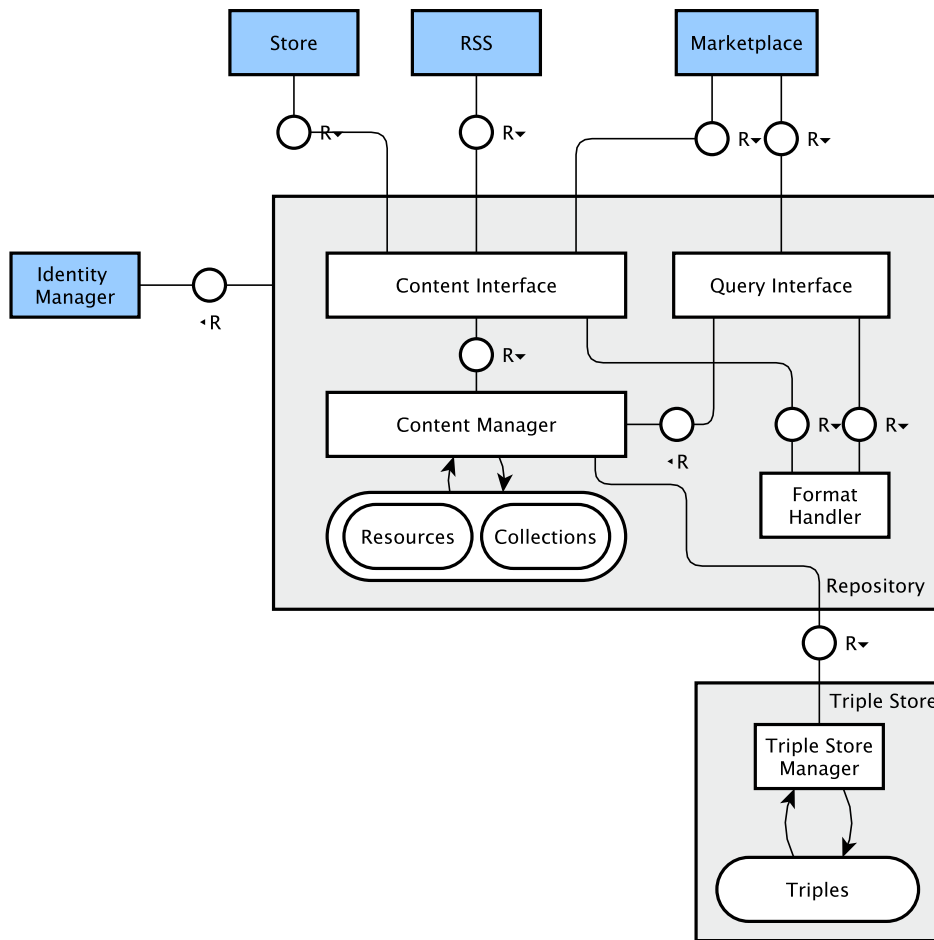 Store
RSS
Marketplace
R
R
R
R
Identity
Manager
R
Content Interface
Query Interface
R
Content Manager
R
R
R
Format
Handler
Resources
Collections
Repository
R
Triple Store
Triple Store
Manager
Triples